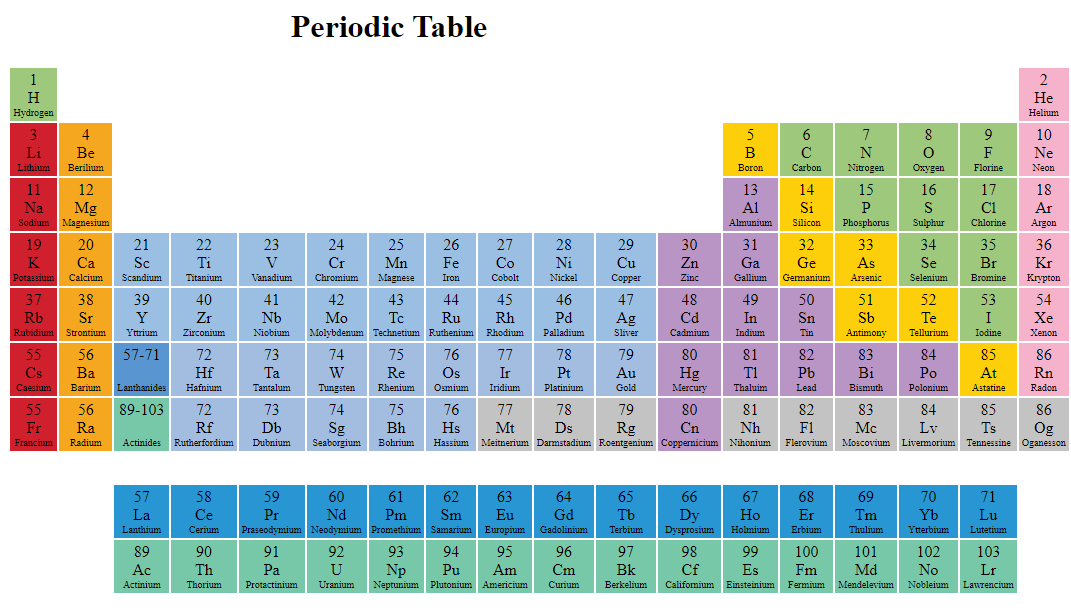 Periodic Table
1 2
H He
Hydrogen Helium
3 4 5 6 7 8 9 10
Li Be B C N O F Ne
Lithium Berilium Boron Carbon Nitrogen Oxygen Florine Neon
11 12 13 14 15 16 17 18
Na Mg Al Si P S Cl Ar
Sodium Magnesium Almunium Silicon Phosphorus Sulphur Chlorine Argon
19 20 21 22 23 24 25 26 27 28 29 30 31 32 33 34 35 36
K Ca Sc Ti V Cr Mn Fe Co Ni Cu Zn Ga Ge As Se Br Kr
Potassium Calcium Scandium Titanium Vanadium Chromium Magnese Iron Cobolt Nickel Copper Zinc Gallium Germanium Arsenic Selenium Bromine Krypton
37 38 39 40 41 42 43 44 45 46 47 48 49 50 51 52 53 54
Rb Sr Y Zr Nb Mo Tc Ru Rh Pd Ag Cd In Sn Sb Te I Xe
Rubidium Strontium Yttrium Zirconium Niobium Molybdenum Technetium Ruthenium Rhodium Palladium Sliver Cadmium Indium Tin Antimony Tellurium Iodine Xenon
55 56 57-71 72 73 74 75 76 77 78 79 80 81 82 83 84 85 86
Cs Ba Hf Ta W Re Os Ir Pt Au Hg Tl Pb Bi Po At Rn
Caesium Barium Lanthanides Hafnium Tantalum Tungsten Rhenium Osmium Iridium Platinium Gold Mercury Thaluim Lead Bismuth Polonium Astatine Radon
55 56 89-103 72 73 74 75 76 77 78 79 80 81 82 83 84 85 86
Fr Ra Rf Db Sg Bh Hs Mt Ds Rg Cn Nh Fl Mc Lv Ts Og
Francium Radium Actinides Rutherfordium Dubnium Seaborgium Bohrium Hassium Meitnerium Darmstadium Roentgenium Coppernicium Nihonium Flerovium Moscovium Livermorium Tennessine Oganesson
57 58 59 60 61 62 63 64 65 66 67 68 69 70 71
La Ce Pr Nd Pm Sm Eu Gd Tb Dy Ho Er Tm Yb Lu
Lanthium Cerium Praseodymium Neodymium Promethium Samarium Europium Gadolinium Terbium Dysprosium Holmium Erbium Thulium Ytterbium Lutetium
89 90 91 92 93 94 95 96 97 98 99 100 101 102 103
Ac Th Pa U Np Pu Am Cm Bk Cf Es Fm Md No Lr
Actinium Thorium Protactinium Uranium Neptunium Plutonium Americium Curium Berkelium Californium Einsteinium Fermium Mendelevium Nobleium Lawrencium